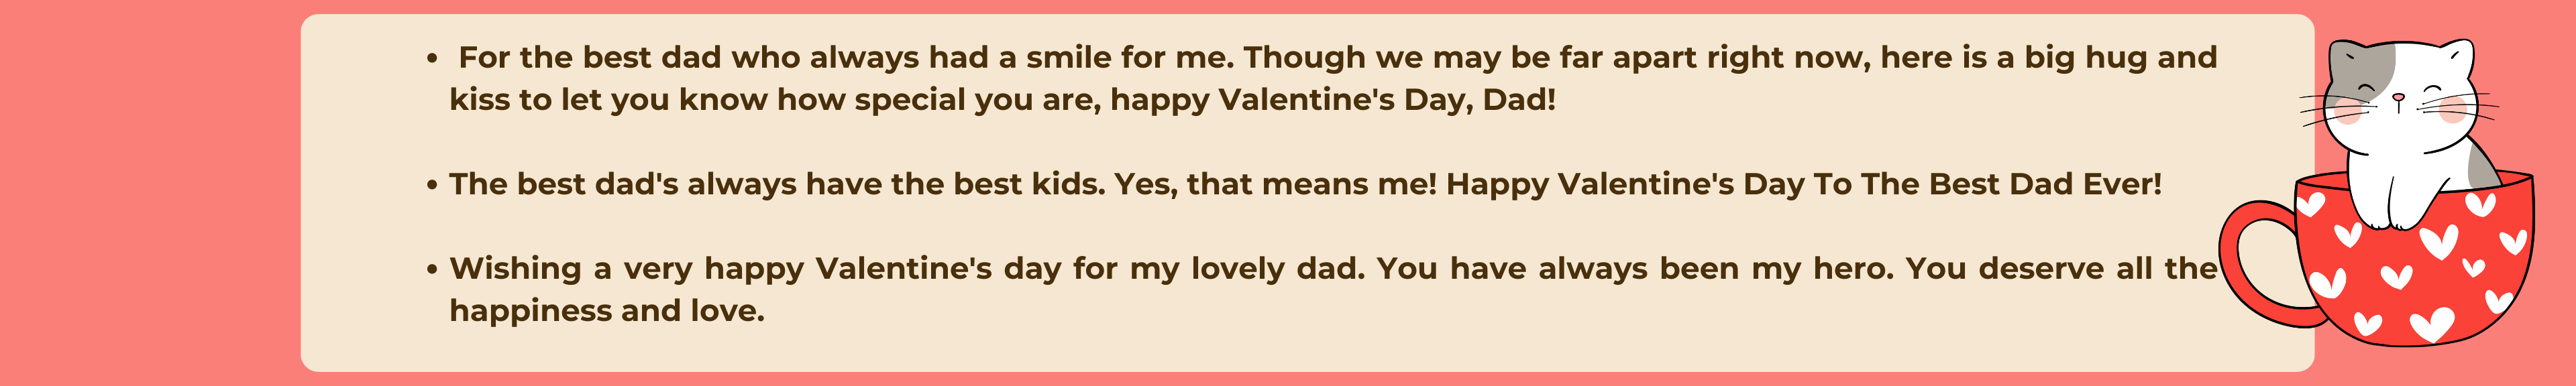 • For the best dad who always had a smile for me. Though we may be far apart right now, here is a big hug and
kiss to let you know how special you are, happy Valentine's Day, Dad!
• The best dad's always have the best kids. Yes, that means me! Happy Valentine's Day To The Best Dad Ever!
• Wishing a very happy Valentine's day for my lovely dad. You have always been my hero. You deserve all the
happiness and love.